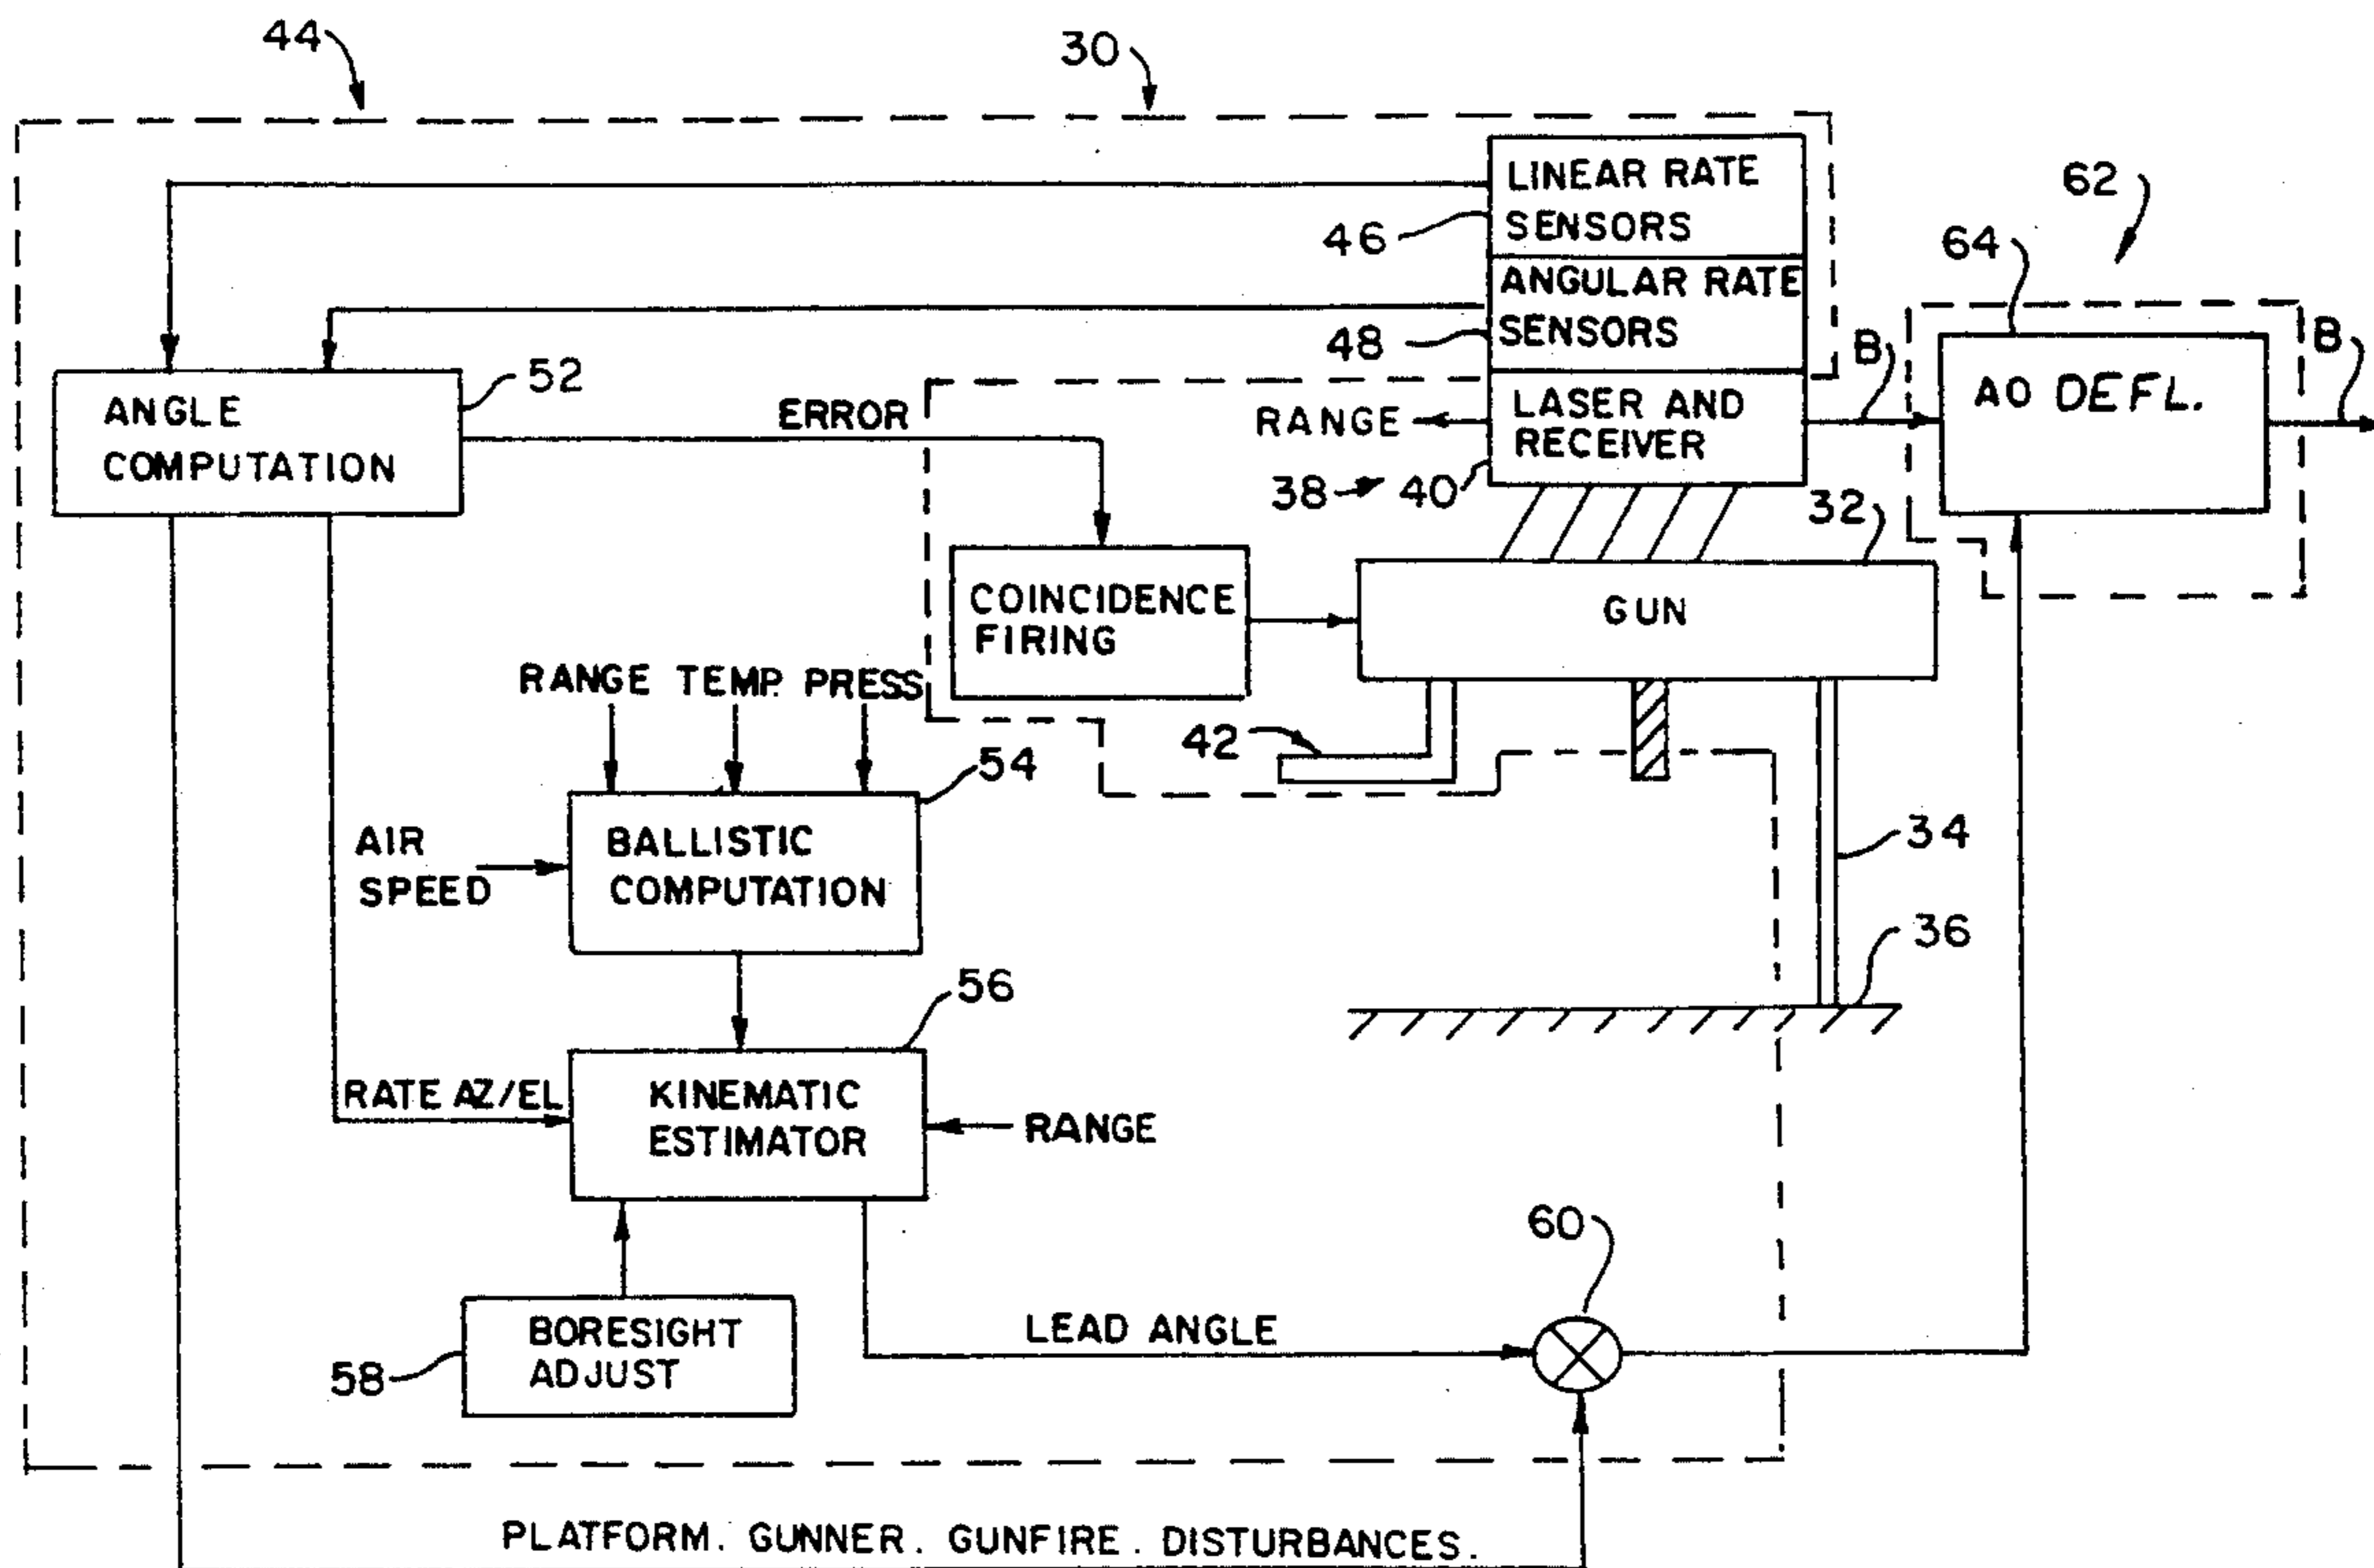 44
30
LINEAR RATE
SENSORS
46
62
64
ANGULAR RATE
SENSORS
48
B
B
52
ANGLE
COMPUTATION
ERROR
RANGE
LASER AND
RECEIVER
AO DEFL.
38
40
32
COINCIDENCE
FIRING
GUN
RANGE TEMP. PRESS
42
54
AIR
SPEED
BALLISTIC
COMPUTATION
34
36
56
RATE AZ/EL
KINEMATIC
ESTIMATOR
RANGE
60
BORESIGHT
ADJUST
58
LEAD ANGLE
PLATFORM. GUNNER. GUNFIRE. DISTURBANCES.